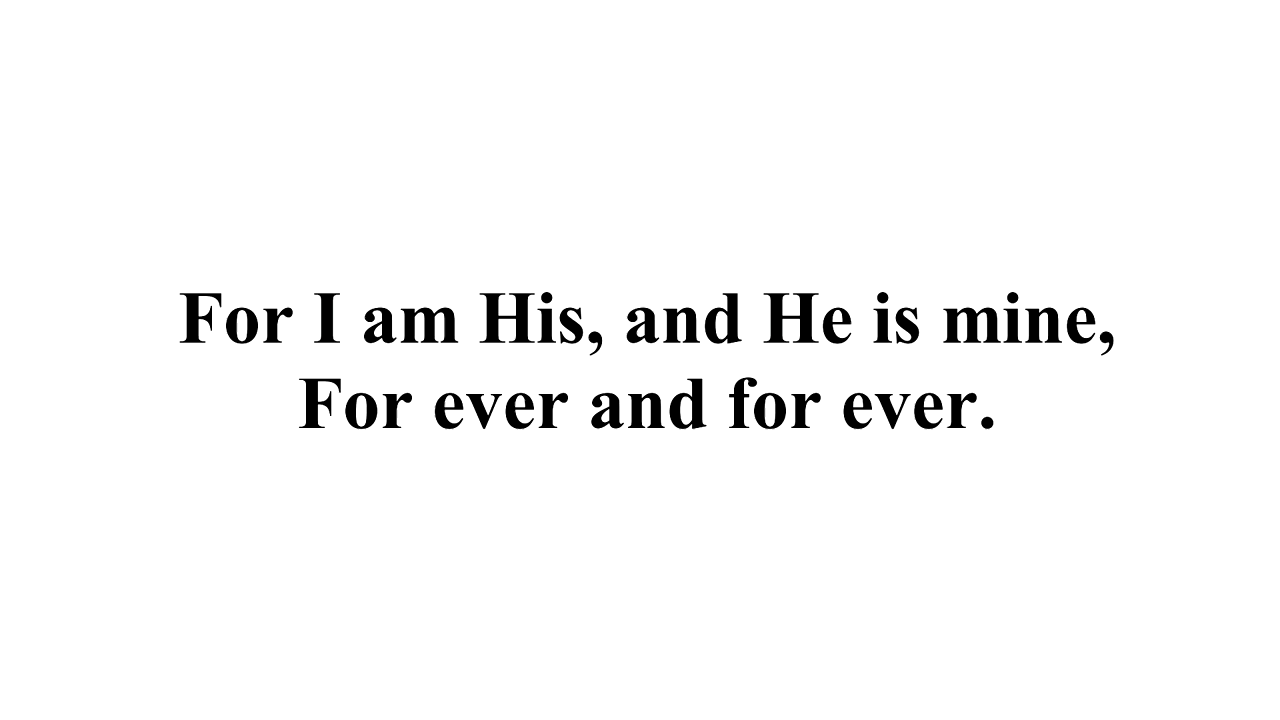 For I am His, and He is mine,
For ever and for ever.